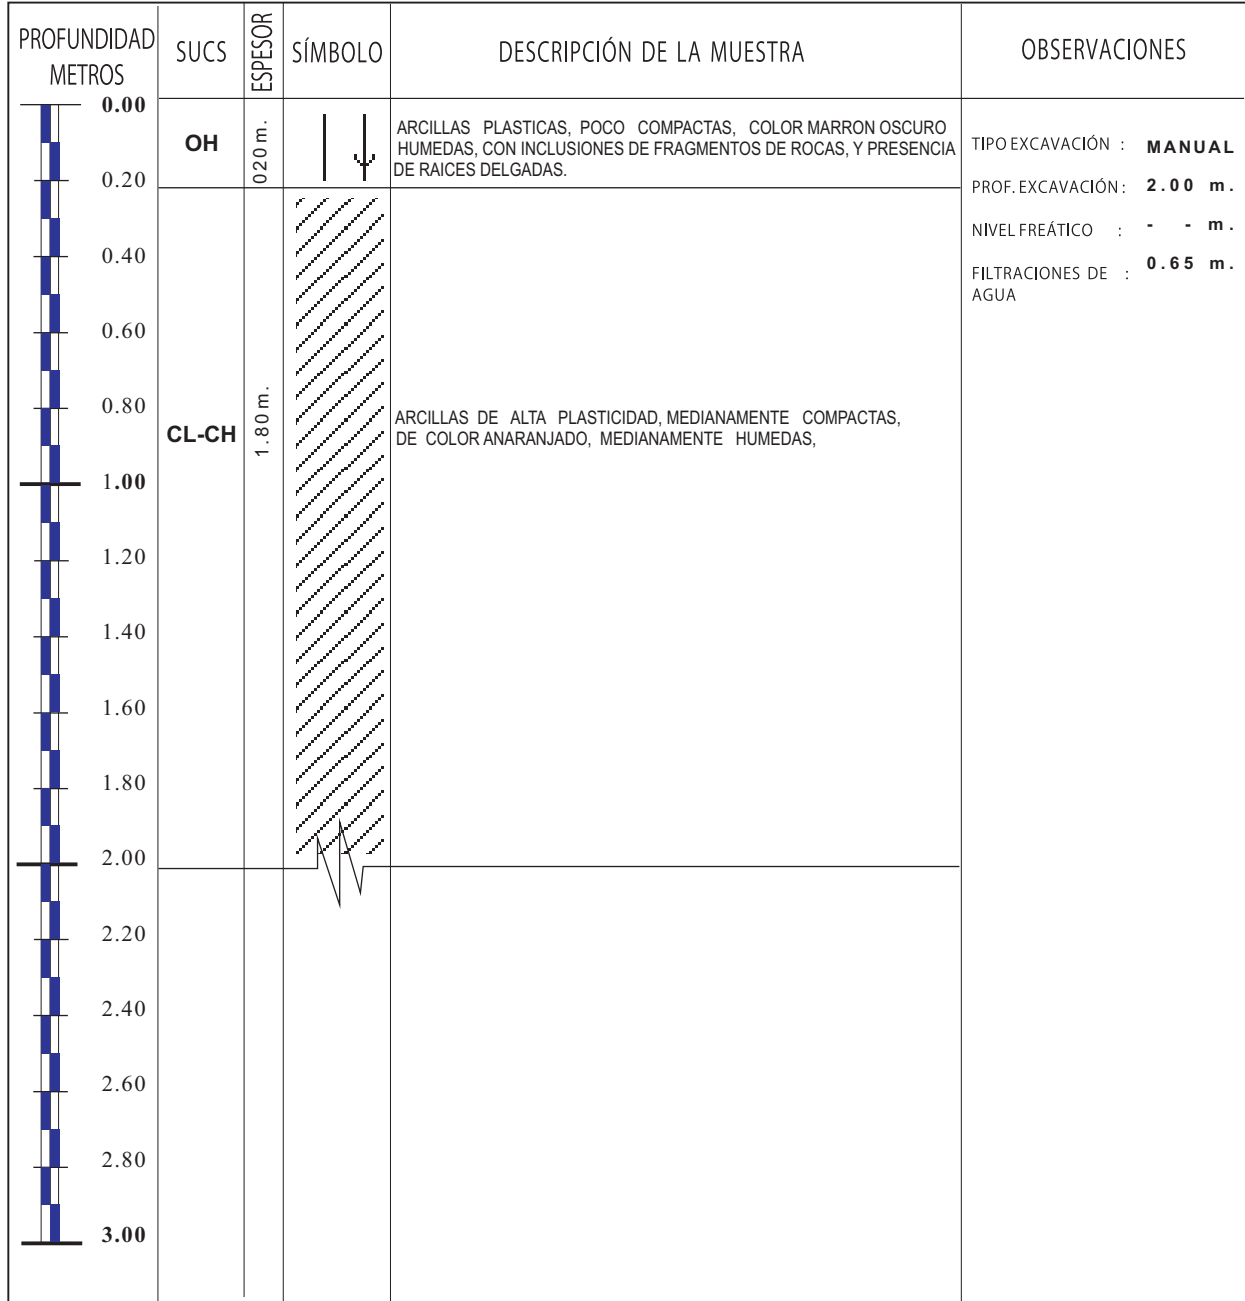 PROFUNDIDAD METROS
SUCS
ESPESOR
SÍMBOLO
DESCRIPCIÓN DE LA MUESTRA
OBSERVACIONES
0.00
OH
020 m.
ARCILLAS PLASTICAS, POCO COMPACTAS, COLOR MARRON OSCURO
HUMEDAS, CON INCLUSIONES DE FRAGMENTOS DE ROCAS, Y PRESENCIA
DE RAICES DELGADAS.
TIPO EXCAVACIÓN : MANUAL
PROF. EXCAVACIÓN : 2.00 m.
NIVEL FREÁTICO : - - m.
FILTRACIONES DE : 0.65 m.
AGUA
0.20
0.40
0.60
0.80
CL-CH
1.80 m.
ARCILLAS DE ALTA PLASTICIDAD, MEDIANAMENTE COMPACTAS,
DE COLOR ANARANJADO, MEDIANAMENTE HUMEDAS,
1.00
1.20
1.40
1.60
1.80
2.00
2.20
2.40
2.60
2.80
3.00